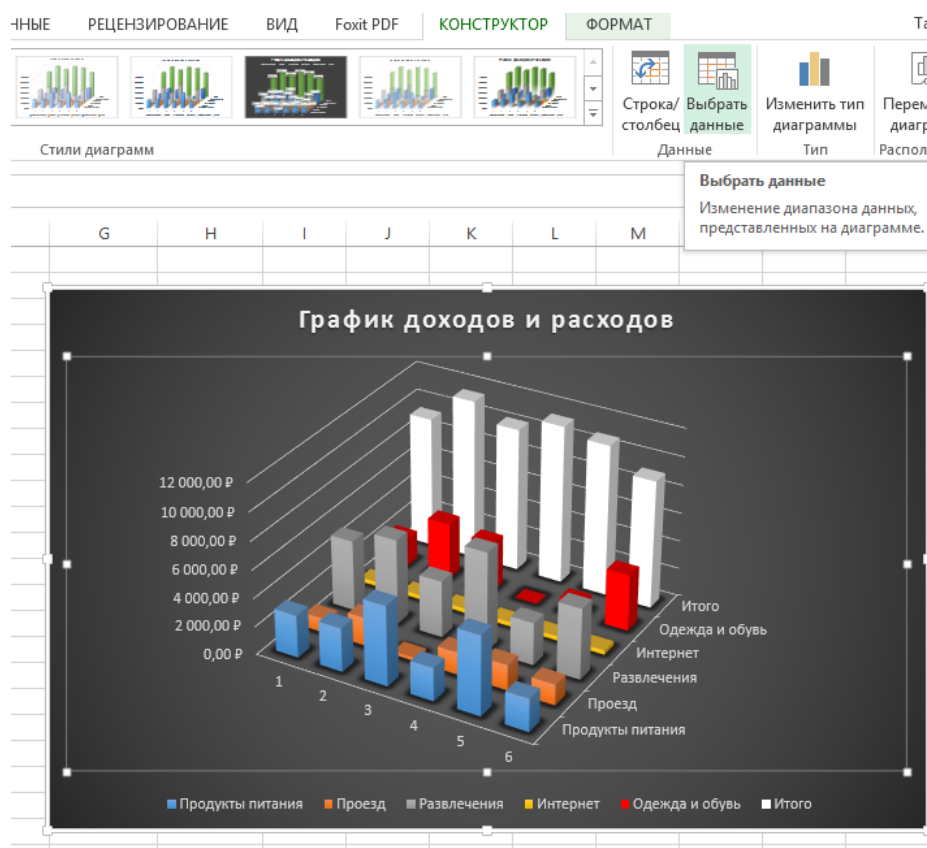 ННЫЕ РЕЦЕНЗИРОВАНИЕ ВИД Foxit PDF КОНСТРУКТОР ФОРМАТ Та
Строка/ столбец
Выбрать данные
Изменить тип диаграммы
Перем диагр
Стили диаграмм Данные Тип Распол
Выбрать данные
Изменение диапазона данных,
представленных на диаграмме.
G H I J K L M
График доходов и расходов
12 000,00 ₽
10 000,00 ₽
8 000,00 ₽
6 000,00 ₽
4 000,00 ₽
2 000,00 ₽
0,00 ₽
1
2
3
4
5
6
Итого
Одежда и обувь
Интернет
Развлечения
Проезд
Продукты питания
Продукты питания Проезд Развлечения Интернет Одежда и обувь Итого